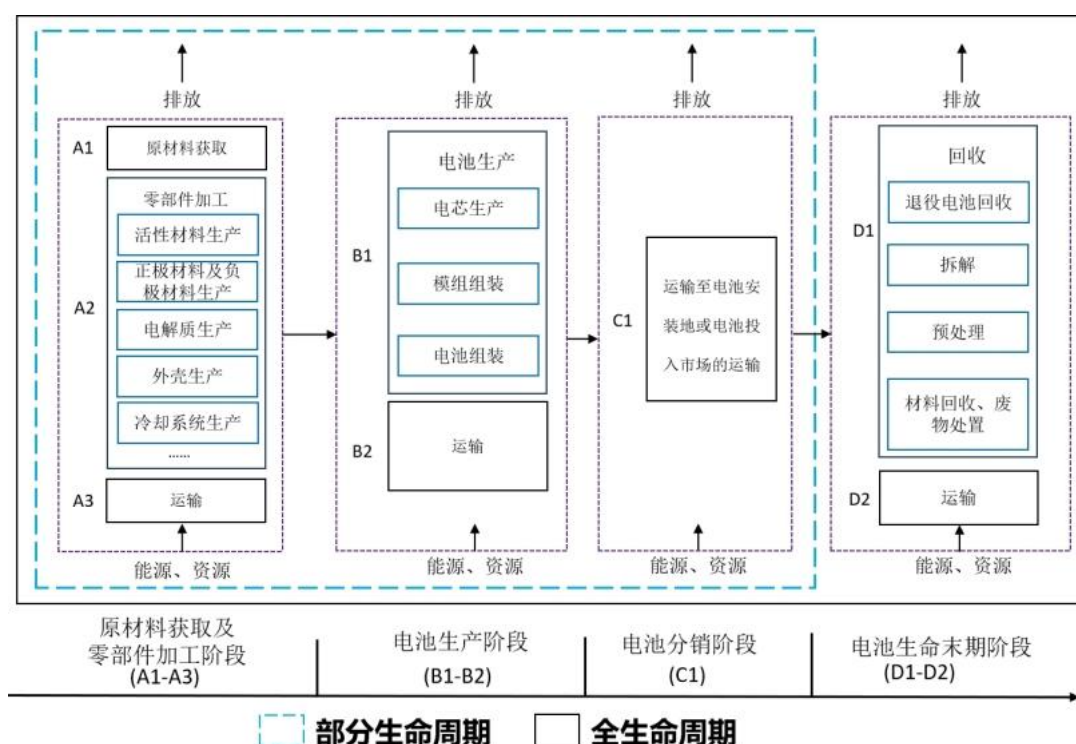 排放
A1
原材料获取
A2
零部件加工
活性材料生产
正极材料及负
极材料生产
电解质生产
外壳生产
冷却系统生产
......
A3
运输
能源、资源
排放
B1
电池生产
电芯生产
模组组装
电池组装
B2
运输
能源、资源
排放
C1
运输至电池安
装地或电池投
入市场的运输
能源、资源
排放
D1
回收
退役电池回收
拆解
预处理
材料回收、废
物处置
D2
运输
能源、资源
原材料获取及
零部件加工阶段
(A1-A3)
电池生产阶段
(B1-B2)
电池分销阶段
(C1)
电池生命末期阶段
(D1-D2)
部分生命周期
全生命周期